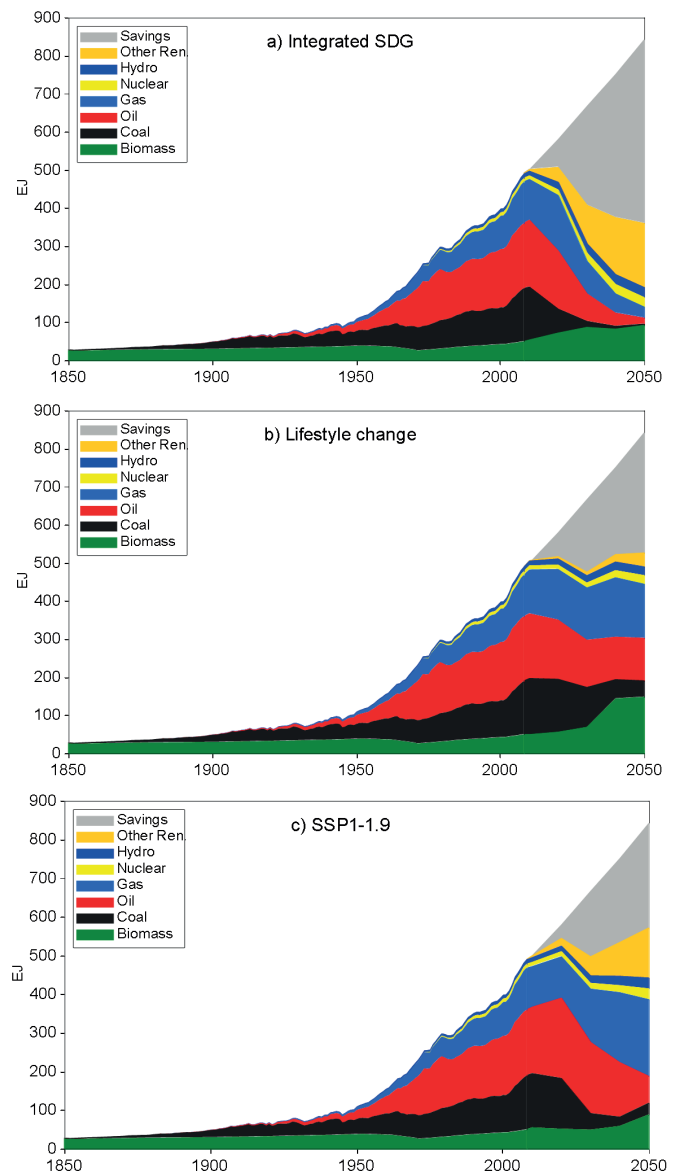 a) Integrated SDG
900
800
700
600
500
400
300
200
100
0
EJ
Savings
Other Ren.
Hydro
Nuclear
Gas
Oil
Coal
Biomass
1850
1900
1950
2000
2050
b) Lifestyle change
900
800
700
600
500
400
300
200
100
0
EJ
Savings
Other Ren.
Hydro
Nuclear
Gas
Oil
Coal
Biomass
1850
1900
1950
2000
2050
c) SSP1-1.9
900
800
700
600
500
400
300
200
100
0
EJ
Savings
Other Ren.
Hydro
Nuclear
Gas
Oil
Coal
Biomass
1850
1900
1950
2000
2050